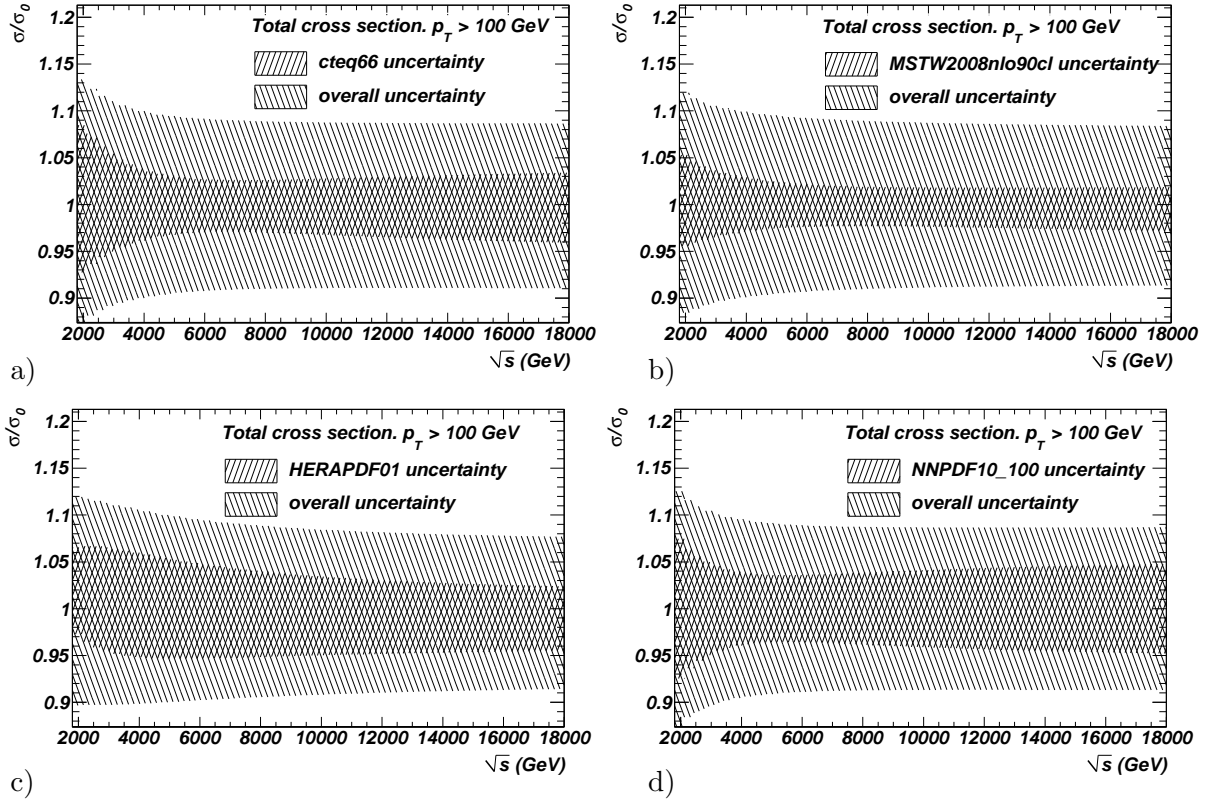 σ/σ0
1.2
1.15
1.1
1.05
1
0.95
0.9
Total cross section. pT > 100 GeV
cteq66 uncertainty
overall uncertainty
2000 4000 6000 8000 10000 12000 14000 16000 18000
√s (GeV)
a)
σ/σ0
1.2
1.15
1.1
1.05
1
0.95
0.9
Total cross section. pT > 100 GeV
MSTW2008nlo90cl uncertainty
overall uncertainty
2000 4000 6000 8000 10000 12000 14000 16000 18000
√s (GeV)
b)
σ/σ0
1.2
1.15
1.1
1.05
1
0.95
0.9
Total cross section. pT > 100 GeV
HERAPDF01 uncertainty
overall uncertainty
2000 4000 6000 8000 10000 12000 14000 16000 18000
√s (GeV)
c)
σ/σ0
1.2
1.15
1.1
1.05
1
0.95
0.9
Total cross section. pT > 100 GeV
NNPDF10_100 uncertainty
overall uncertainty
2000 4000 6000 8000 10000 12000 14000 16000 18000
√s (GeV)
d)